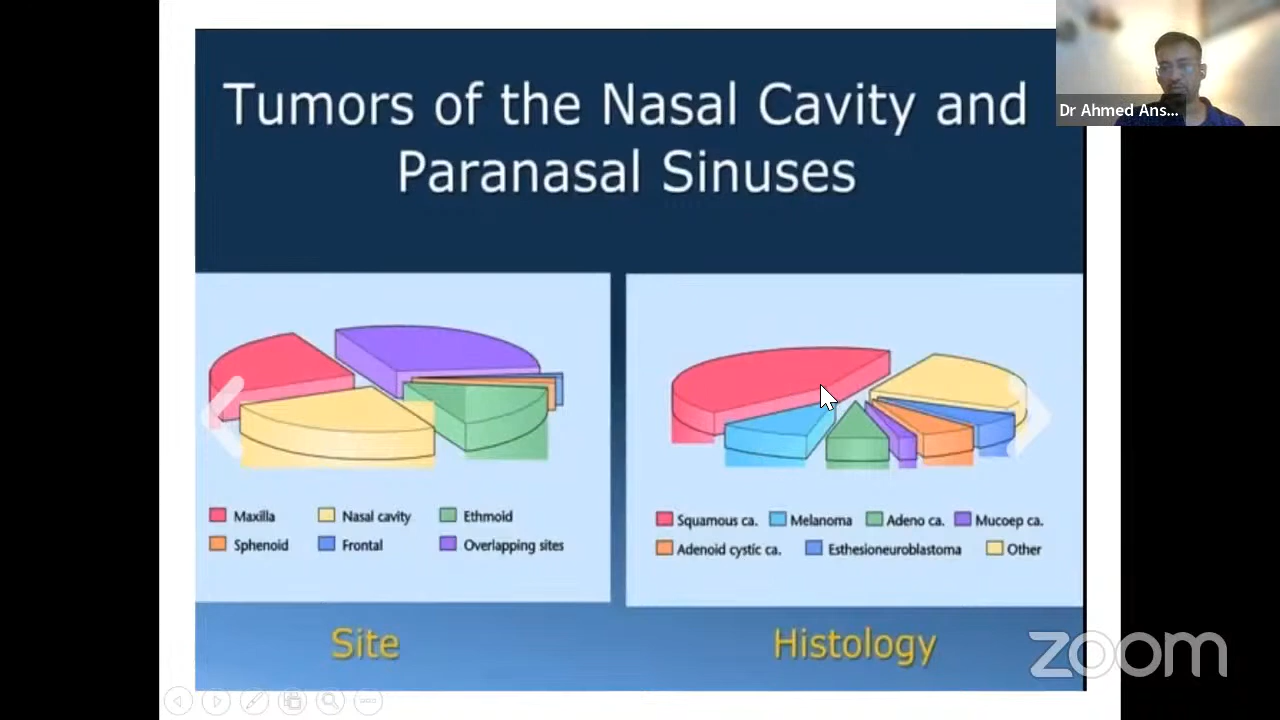 Tumors of the Nasal Cavity and
Paranasal Sinuses
Dr Ahmed Ans...
Maxilla
Nasal cavity
Ethmoid
Sphenoid
Frontal
Overlapping sites
Squamous ca.
Melanoma
Adeno ca.
Mucoep ca.
Adenoid cystic ca.
Esthesioneuroblastoma
Other
Site
Histology
zoom